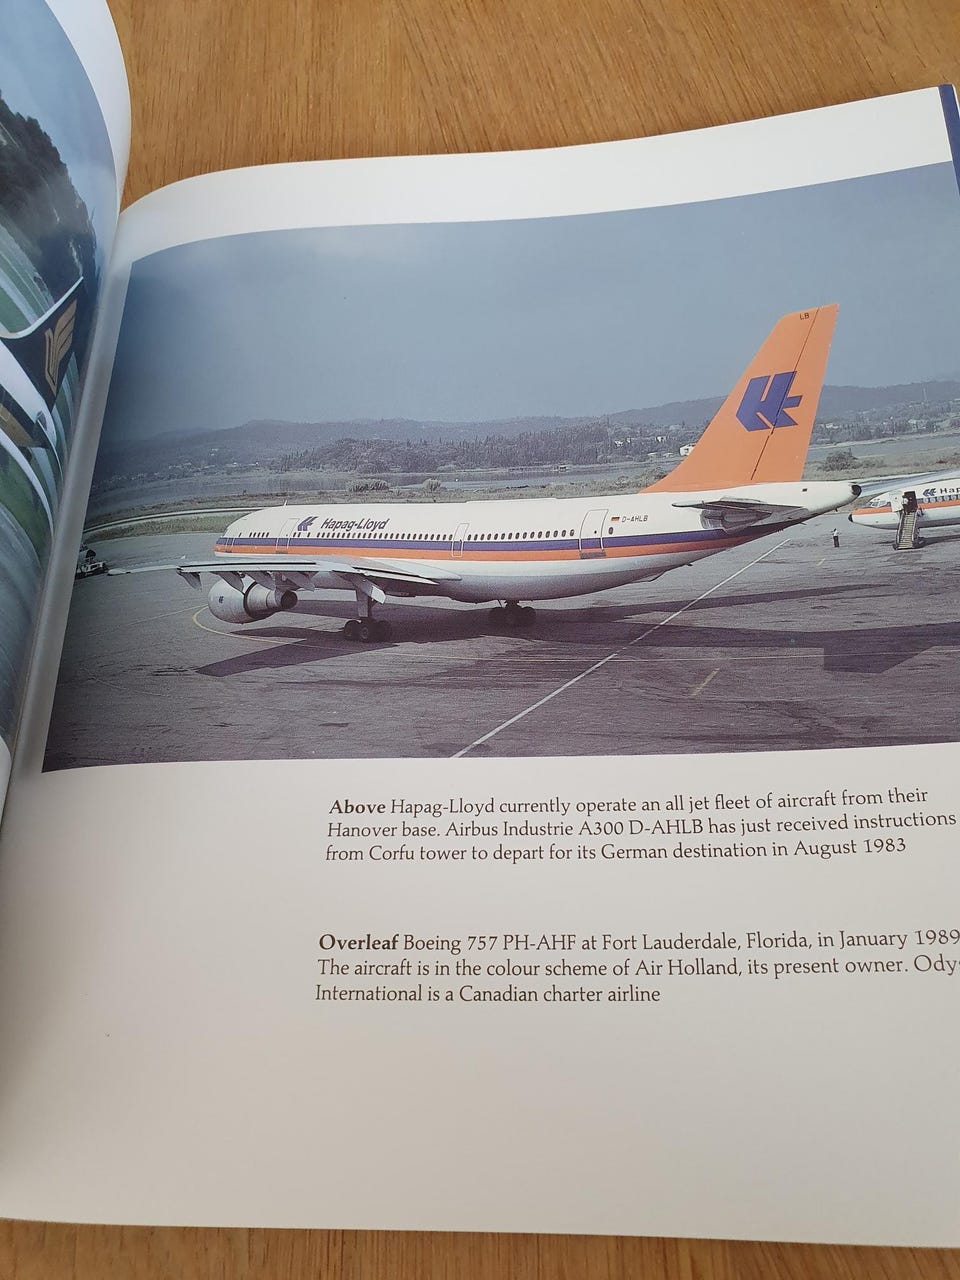 LB
Hapag-Lloyd
D-AHLB
Above Hapag-Lloyd currently operate an all jet fleet of aircraft from their
Hanover base. Airbus Industrie A300 D-AHLB has just received instructions
from Corfu tower to depart for its German destination in August 1983
Overleaf Boeing 757 PH-AHF at Fort Lauderdale, Florida, in January 1989
The aircraft is in the colour scheme of Air Holland, its present owner. Ody
International is a Canadian charter airline